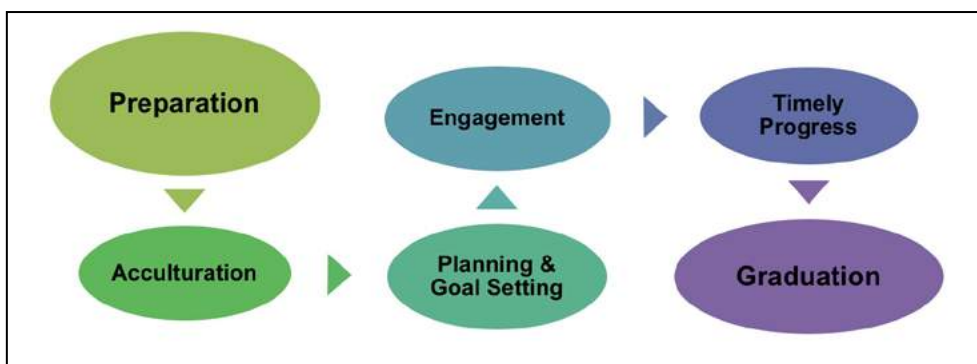 Preparation
Acculturation
Planning &
Goal Setting
Engagement
Timely
Progress
Graduation